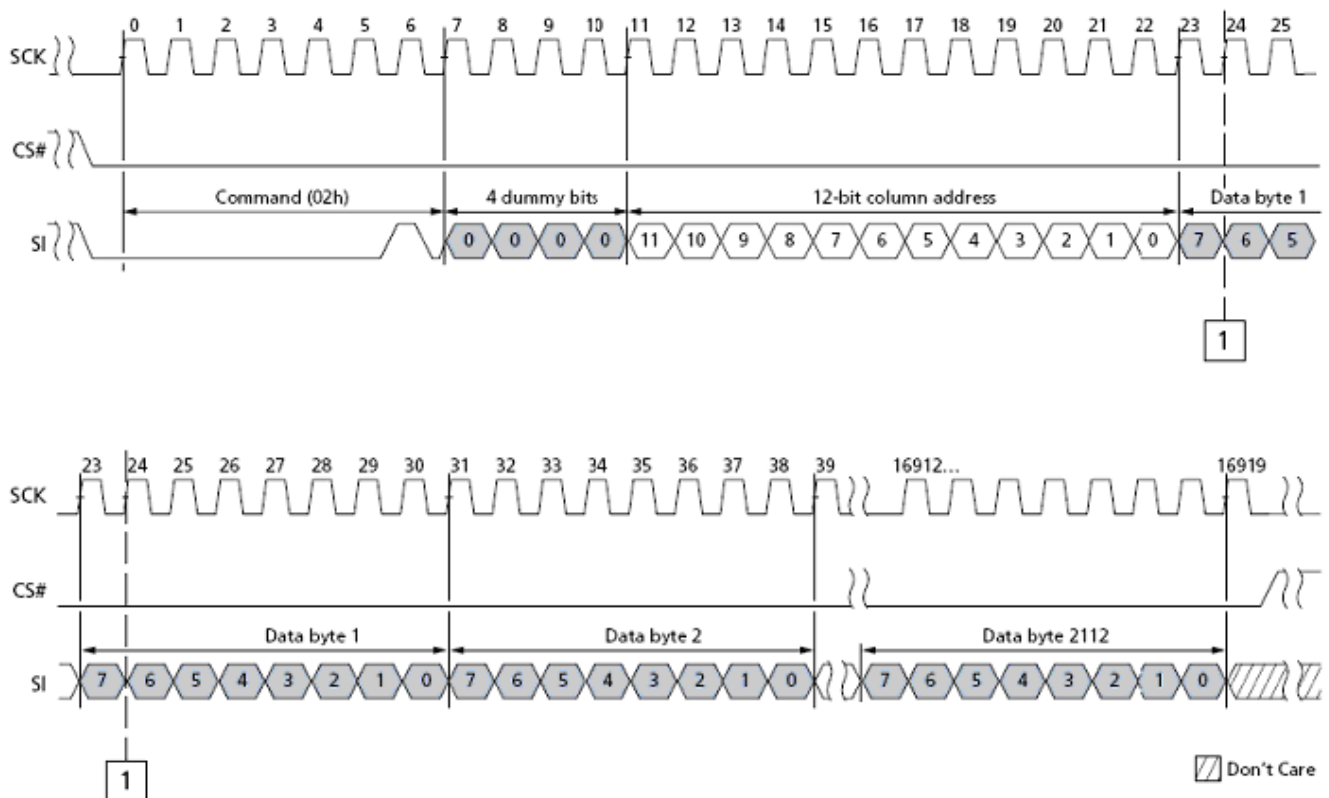 0 1 2 3 4 5 6 7 8 9 10 11 12 13 14 15 16 17 18 19 20 21 22 23 24 25
SCK
CS#
Command (02h) 4 dummy bits 12-bit column address Data byte 1
SI 0 0 0 0 11 10 9 8 7 6 5 4 3 2 1 0 7 6 5
1
23 24 25 26 27 28 29 30 31 32 33 34 35 36 37 38 39 16912... 16919
SCK
CS#
Data byte 1 Data byte 2 Data byte 2112
SI 7 6 5 4 3 2 1 0 7 6 5 4 3 2 1 0 7 6 5 4 3 2 1 0
1
Don't Care